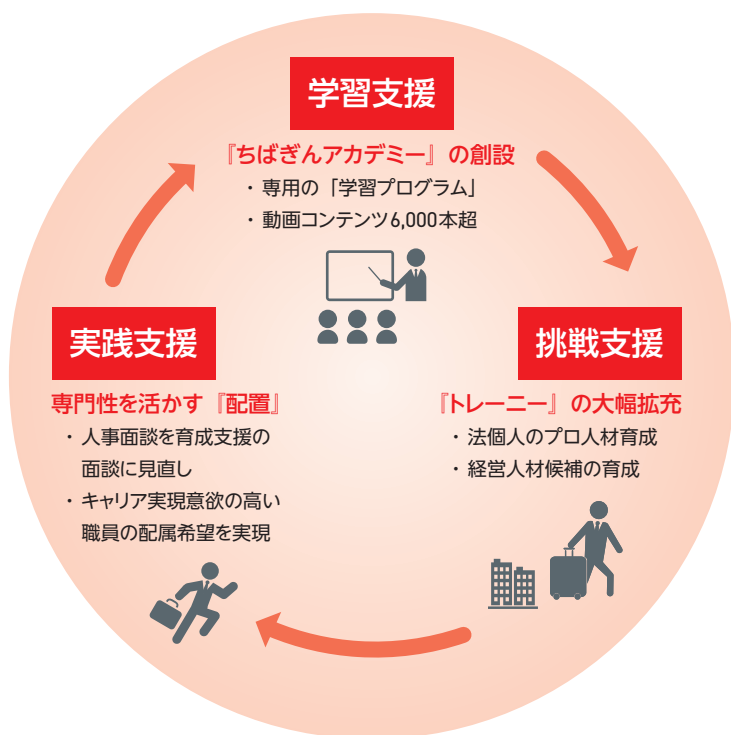 学習支援
『ちばぎんアカデミー』の創設
・専用の「学習プログラム」
・動画コンテンツ6,000本超
挑戦支援
『トレーニー』の大幅拡充
・法個人のプロ人材育成
・経営人材候補の育成
実践支援
専門性を活かす『配置』
・人事面談を育成支援の
面談に見直し
・キャリア実現意欲の高い
職員の配属希望を実現